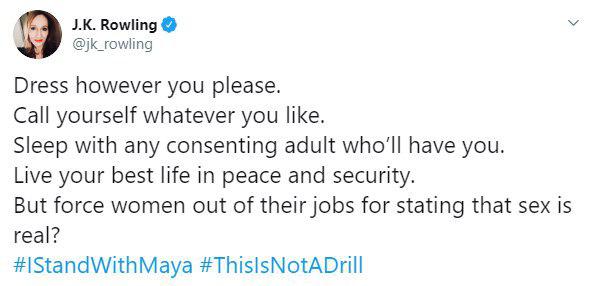 J.K. Rowling
@jk_rowling
Dress however you please.
Call yourself whatever you like.
Sleep with any consenting adult who’ll have you.
Live your best life in peace and security.
But force women out of their jobs for stating that sex is
real?
#IStandWithMaya #ThisIsNotADrill